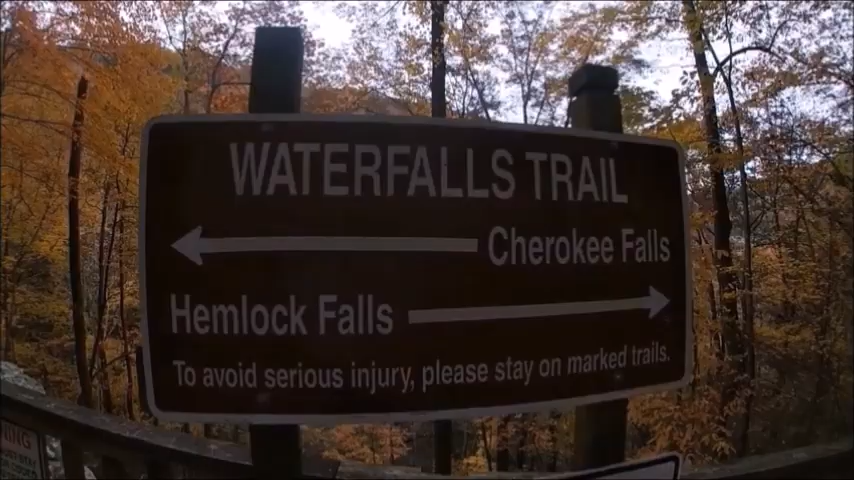 WATERFALLS TRAIL
Cherokee Falls
Hemlock Falls
To avoid serious injury, please stay on marked trails.